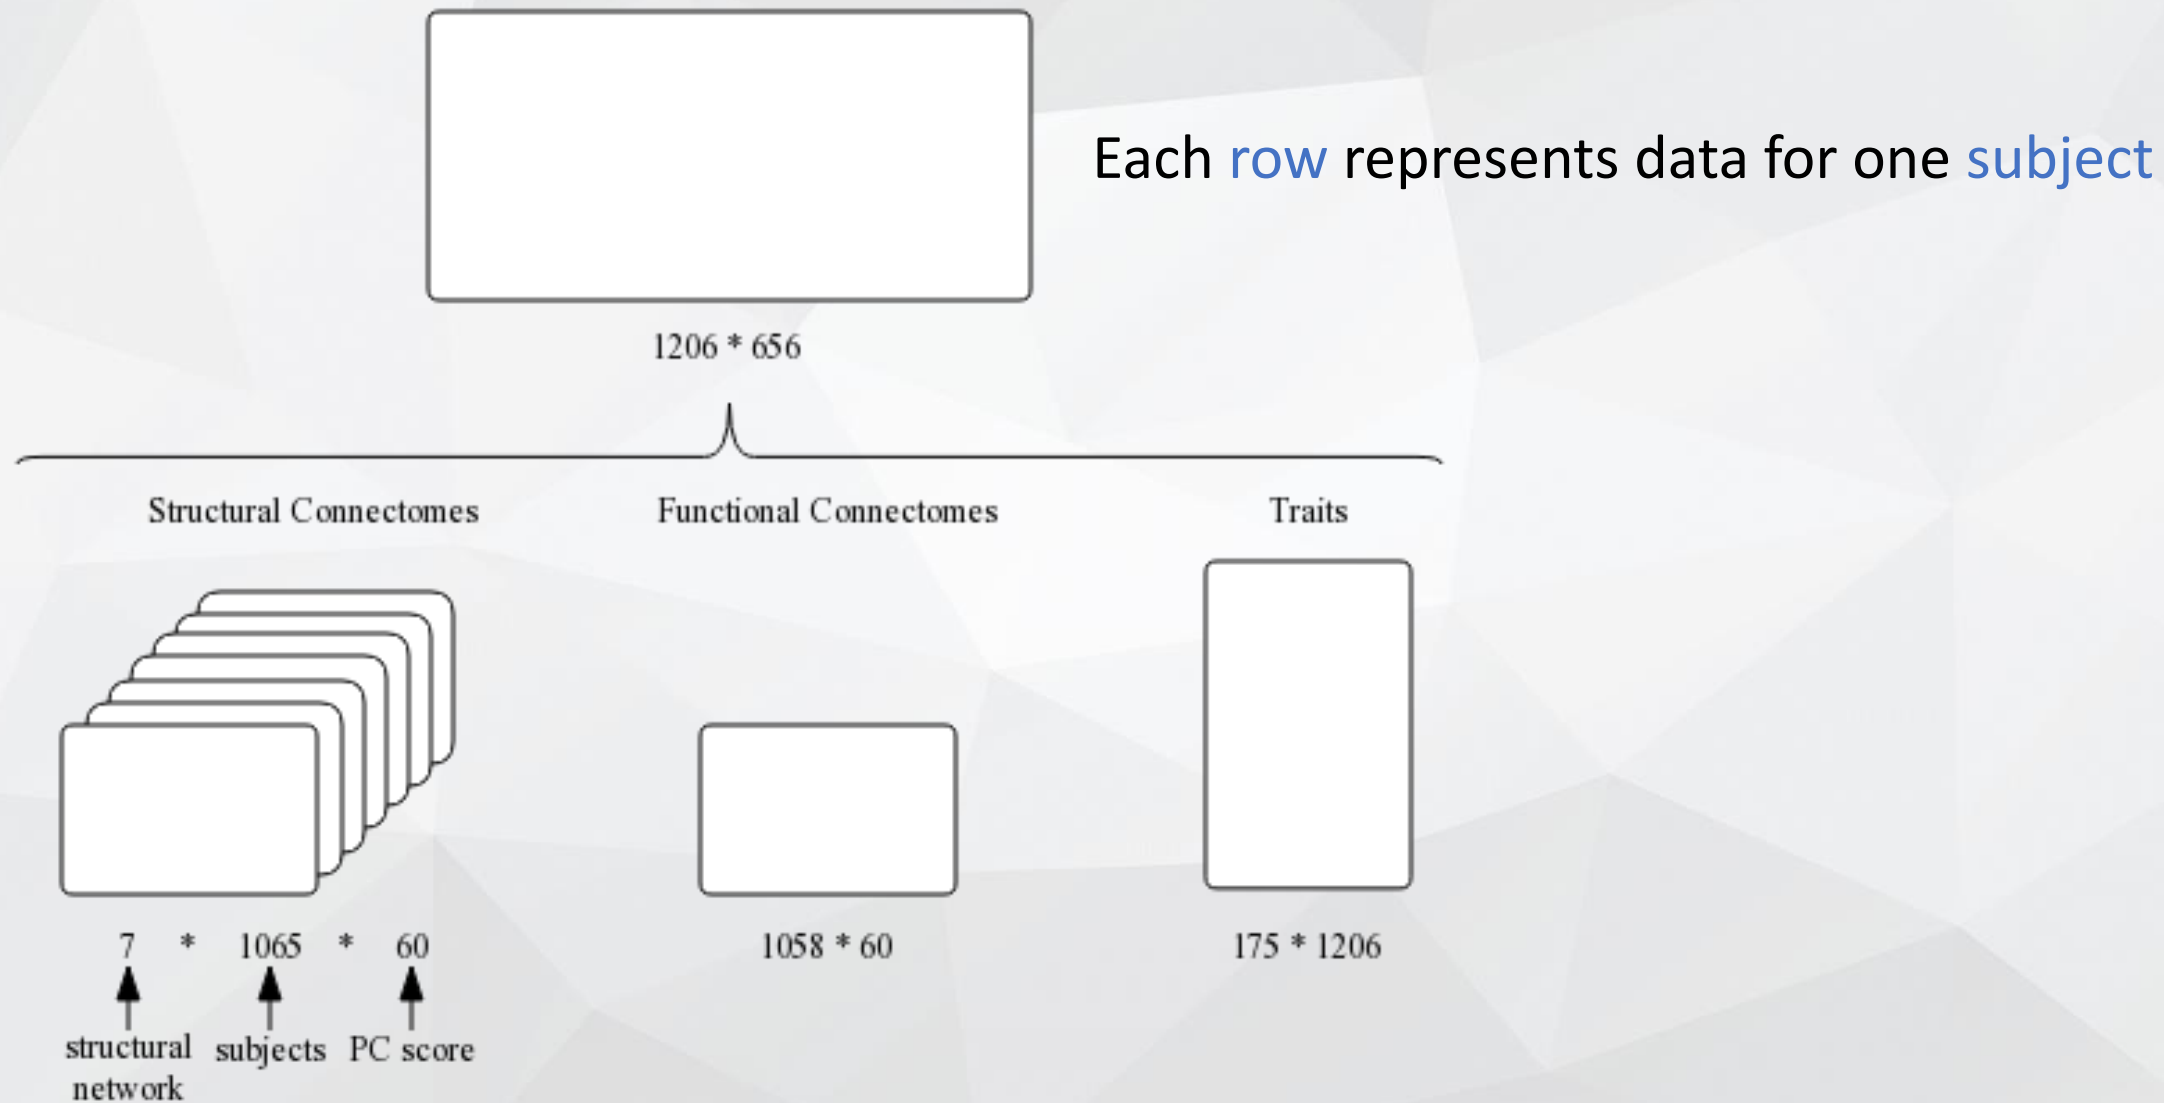 Each row represents data for one subject
1206 * 656
Structural Connectomes
Functional Connectomes
Traits
7 * 1065 * 60
1058 * 60
175 * 1206
structural
network
subjects
PC score